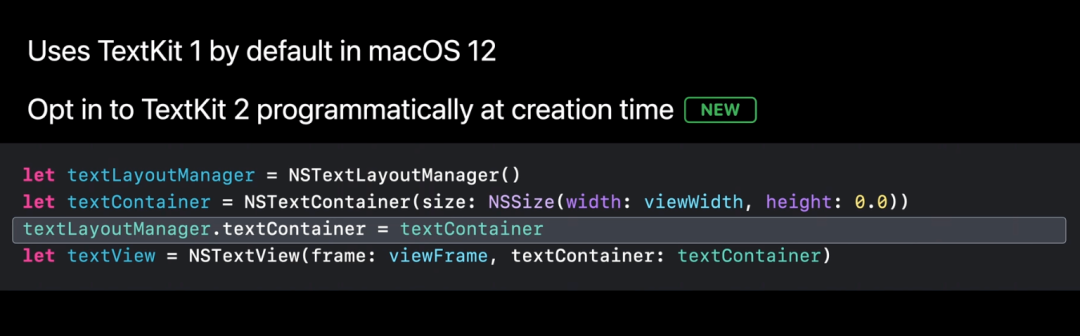 Uses TextKit 1 by default in macOS 12
Opt in to TextKit 2 programmatically at creation time NEW
let textLayoutManager = NSTextLayoutManager()
let textContainer = NSTextContainer(size: NSSize(width: viewWidth, height: 0.0))
textLayoutManager.textContainer = textContainer
let textView = NSTextView(frame: viewFrame, textContainer: textContainer)